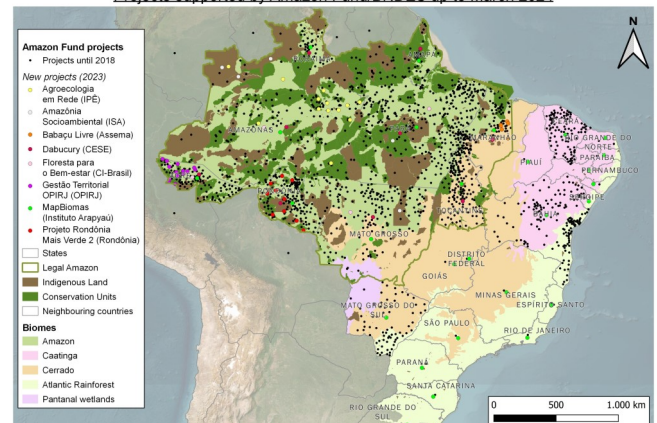 Amazon Fund projects
Projects until 2018
New projects (2023)
Agroecologia
em Rede (IPÊ)
Amazônia
Socioambiental (ISA)
Babaçu Livre (Assema)
Dabucury (CESE)
Floresta para
o Bem-estar (CI-Brasil)
Gestão Territorial
OPIRJ (OPIRJ)
MapBiomas
(Instituto Arapyaú)
Projeto Rondônia
Mais Verde 2 (Rondônia)
States
Legal Amazon
Indigenous Land
Conservation Units
Neighbouring countries
Biomes
Amazon
Caatinga
Cerrado
Atlantic Rainforest
Pantanal wetlands
N
AMAZONAS
MARANHÃO
PIAUÍ
CEARÁ
RIO GRANDE DO
NORTE
PARAÍBA
PERNAMBUCO
SERGIPE
BAHIA
TOCANTINS
MATO GROSSO
DISTRITO
FEDERAL
GOIÁS
MINAS GERAIS
ESPÍRITO SANTO
MATO GROSSO DO
SUL
SÃO PAULO
RIO DE JANEIRO
PARANÁ
SANTA CATARINA
RIO GRANDE DO
SUL
0 500 1.000 km